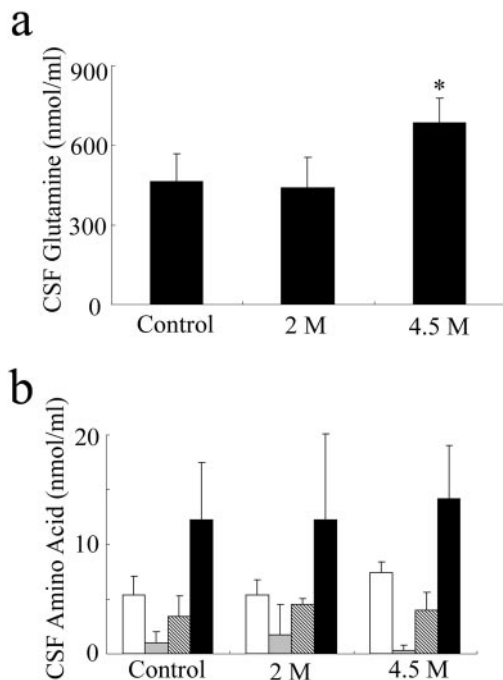 a
CSF Glutamine (nmol/ml)
900
600
300
0
*
Control 2 M 4.5 M
b
CSF Amino Acid (nmol/ml)
20
10
0
Control 2 M 4.5 M